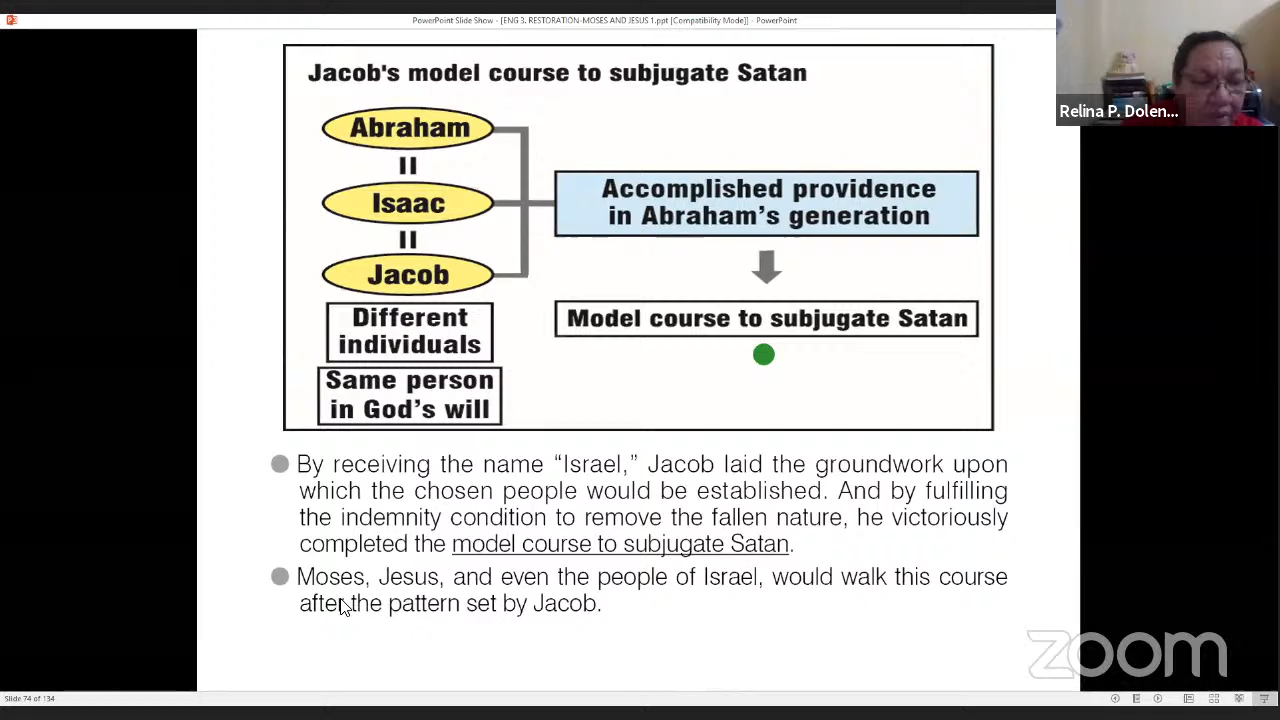 PowerPoint Slide Show - [ENG 3. RESTORATION-MOSES AND JESUS 1.ppt [Compatibility Mode]] - PowerPoint
Relina P. Dolen...
Jacob's model course to subjugate Satan
Abraham
Isaac
Jacob
Different
individuals
Same person
in God's will
Accomplished providence
in Abraham's generation
Model course to subjugate Satan
By receiving the name “Israel,” Jacob laid the groundwork upon
which the chosen people would be established. And by fulfilling
the indemnity condition to remove the fallen nature, he victoriously
completed the model course to subjugate Satan.
Moses, Jesus, and even the people of Israel, would walk this course
after the pattern set by Jacob.
zoom
Slide 74 of 134